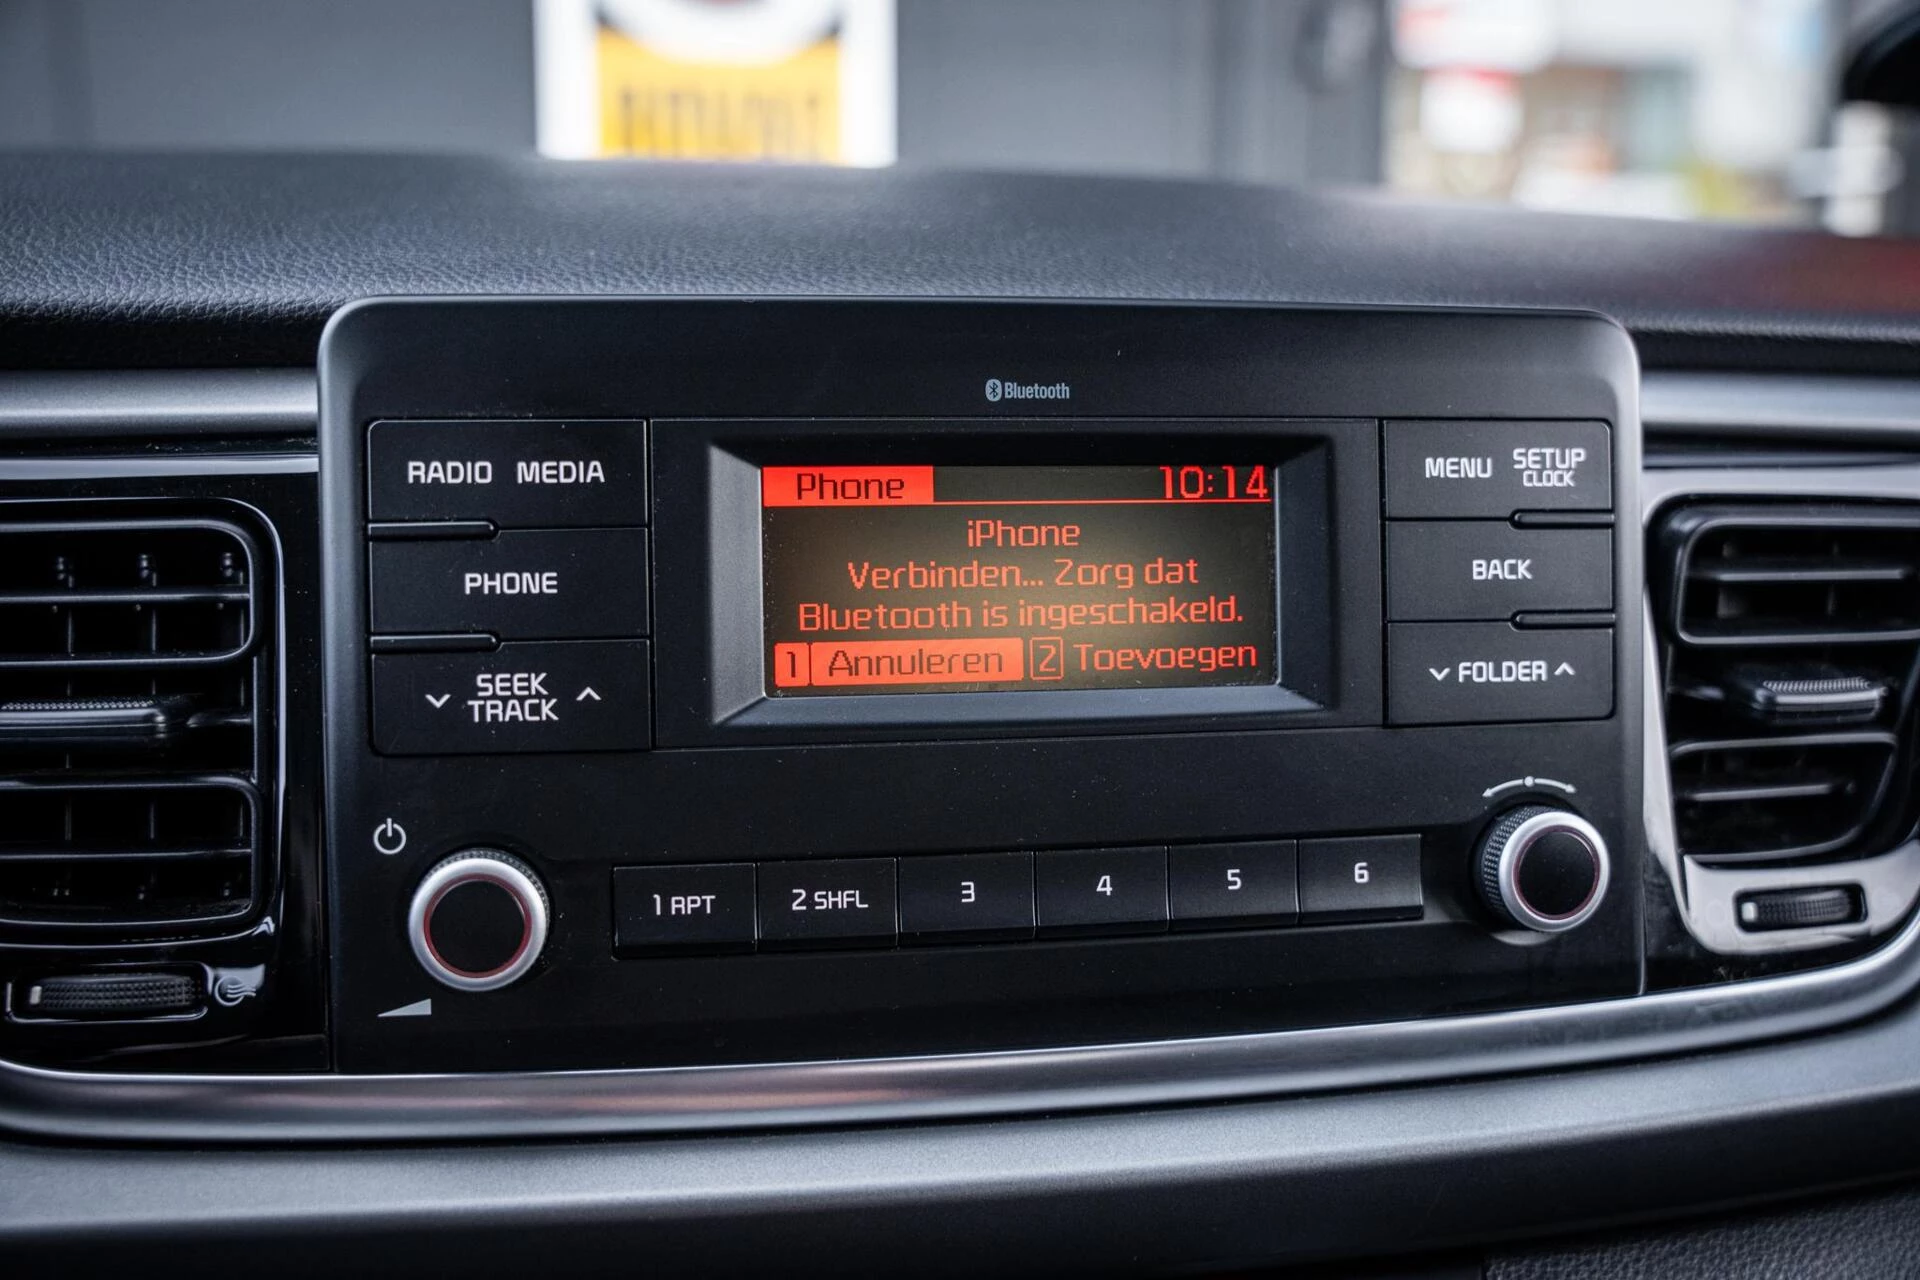 Bluetooth
RADIO MEDIA
PHONE
SEEK
TRACK
Phone 10:14
iPhone
Verbinden... Zorg dat
Bluetooth is ingeschakeld.
1 Annuleren 2 Toevoegen
MENU SETUP
CLOCK
BACK
FOLDER
1 RPT 2 SHFL 3 4 5 6